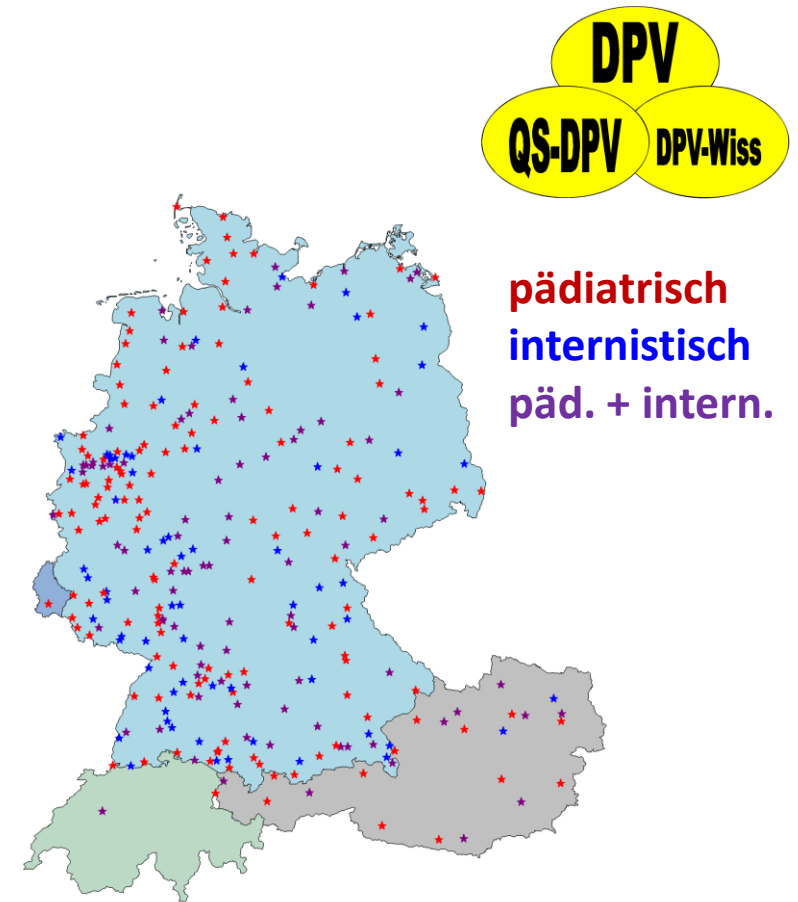 DPV
QS-DPV DPV-Wiss
pädiatrisch
internistisch
päd. + intern.